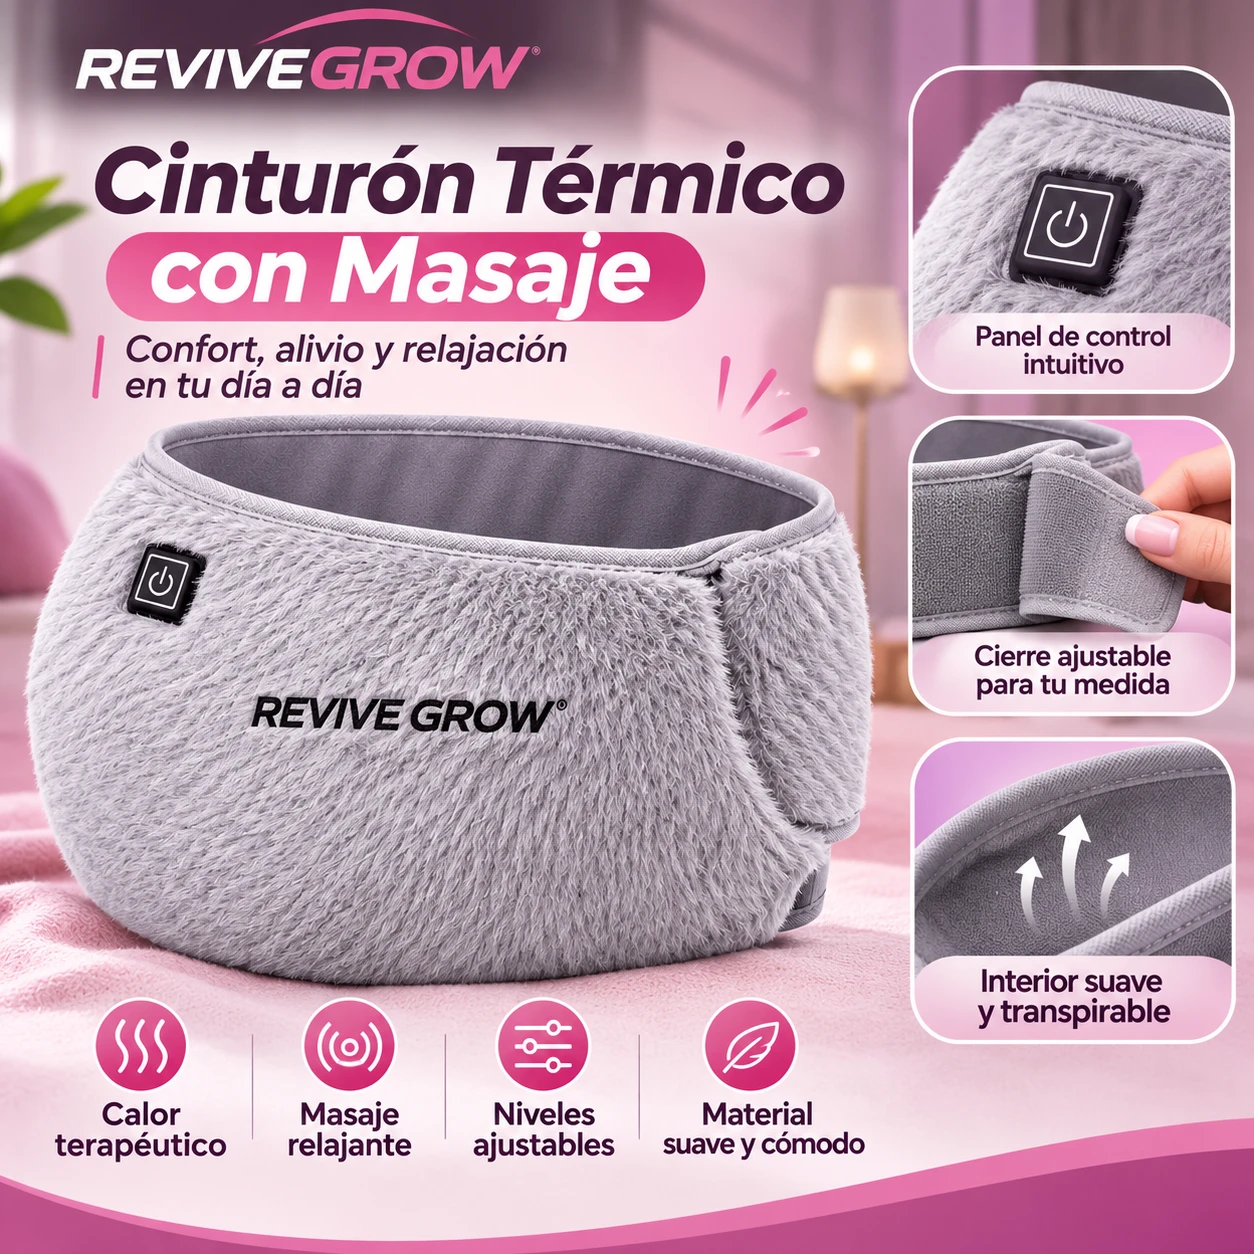 REVIVEGROW®
Cinturón Térmico
con Masaje
Confort, alivio y relajación
en tu día a día
REVIVE GROW®
Panel de control
intuitivo
Cierre ajustable
para tu medida
Interior suave
y transpirable
Calor
terapéutico
Masaje
relajante
Niveles
ajustables
Material
suave y cómodo